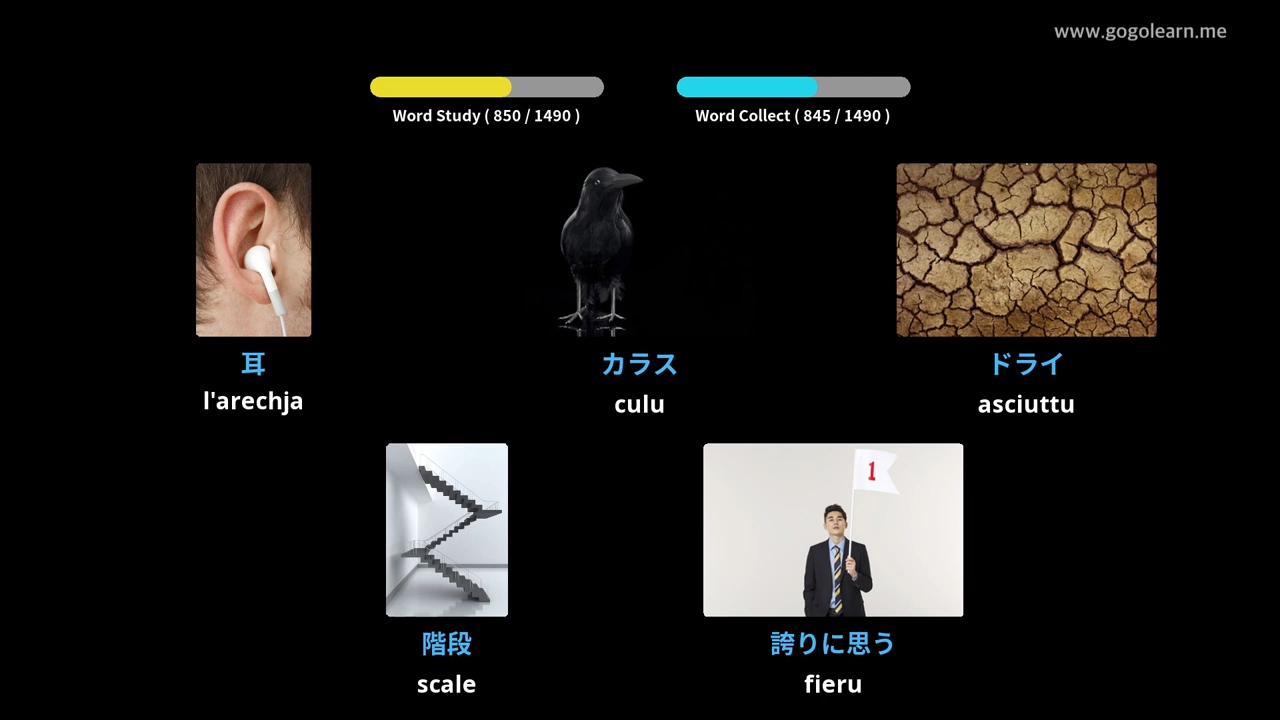 www.gogolearn.me
Word Study ( 850 / 1490 )
Word Collect ( 845 / 1490 )
耳
l'arechja
カラス
culu
ドライ
asciuttu
1
階段
scale
誇りに思う
fieru